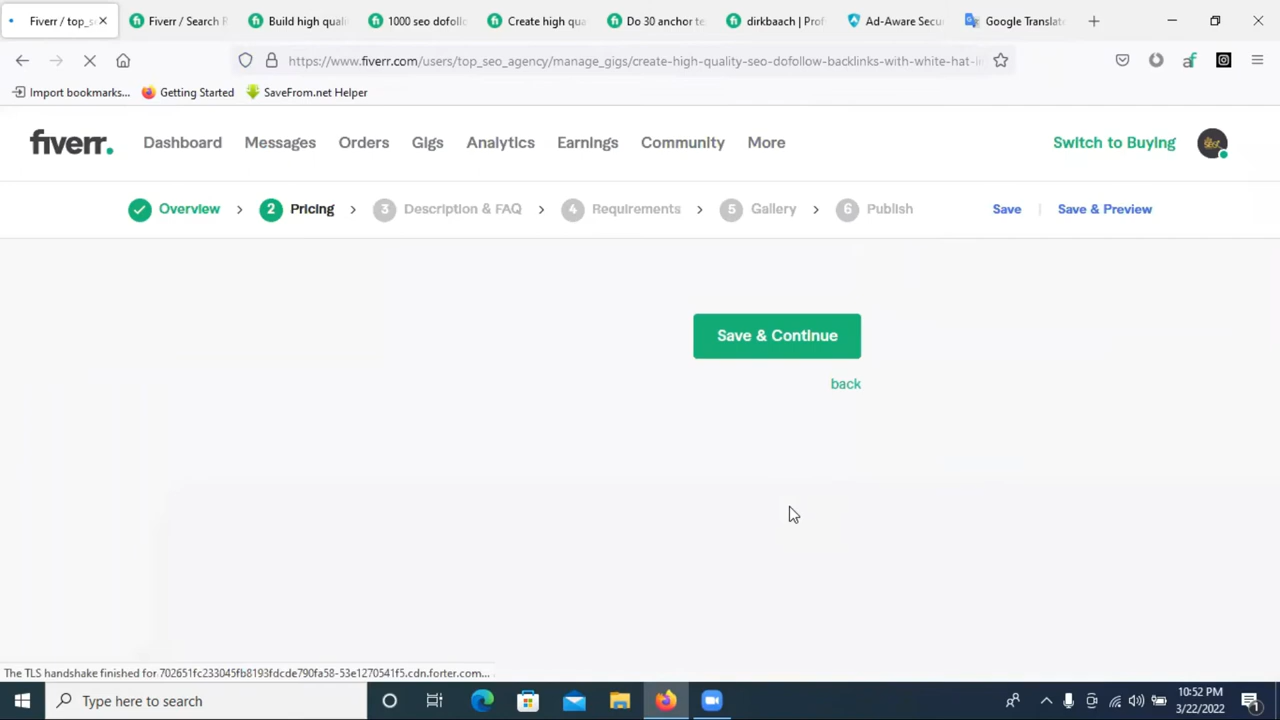 Fiverr / top_s
Fiverr / Search R
Build high quali
1000 seo dofollo
Create high qua
Do 30 anchor te
dirkbaach | Prof
Ad-Aware Secu
Google Translat
https://www.fiverr.com/users/top_seo_agency/manage_gigs/create-high-quality-seo-dofollow-backlinks-with-white-hat-
Import bookmarks...
Getting Started
SaveFrom.net Helper
fiverr.
Dashboard
Messages
Orders
Gigs
Analytics
Earnings
Community
More
Switch to Buying
Overview
2 Pricing
3 Description & FAQ
4 Requirements
5 Gallery
6 Publish
Save
Save & Preview
Save & Continue
back
The TLS handshake finished for 702651fc233045fb8193fdcde790fa58-53e1270541f5.cdn.forter.com...
Type here to search
10:52 PM
3/22/2022
1